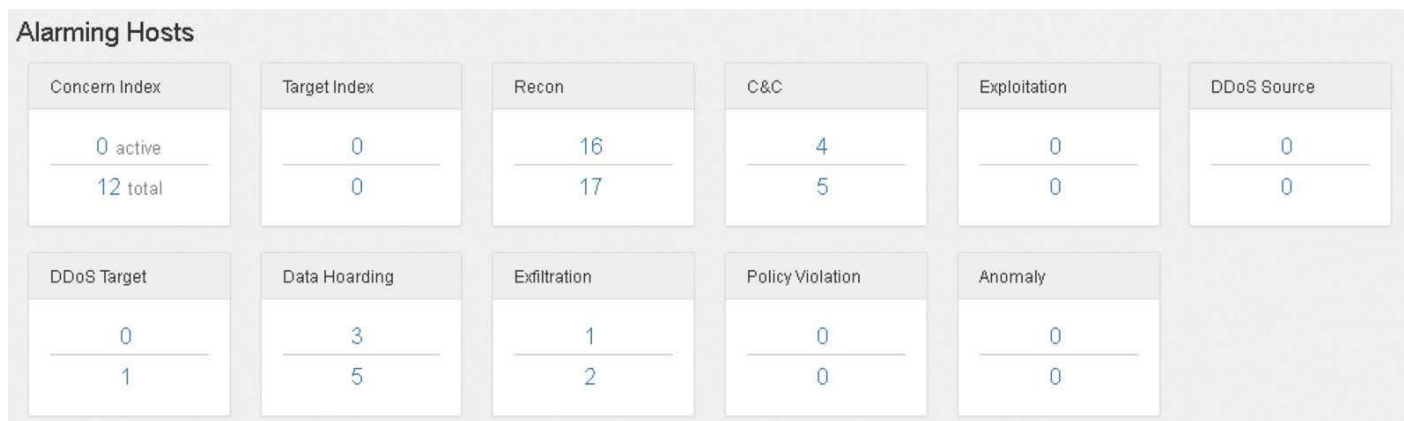 Alarming Hosts
Concern Index Target Index Recon C&C Exploitation DDoS Source
0 active 0 16 4 0 0
12 total 0 17 5 0 0
DDoS Target Data Hoarding Exfiltration Policy Violation Anomaly
0 3 1 0 0
1 5 2 0 0